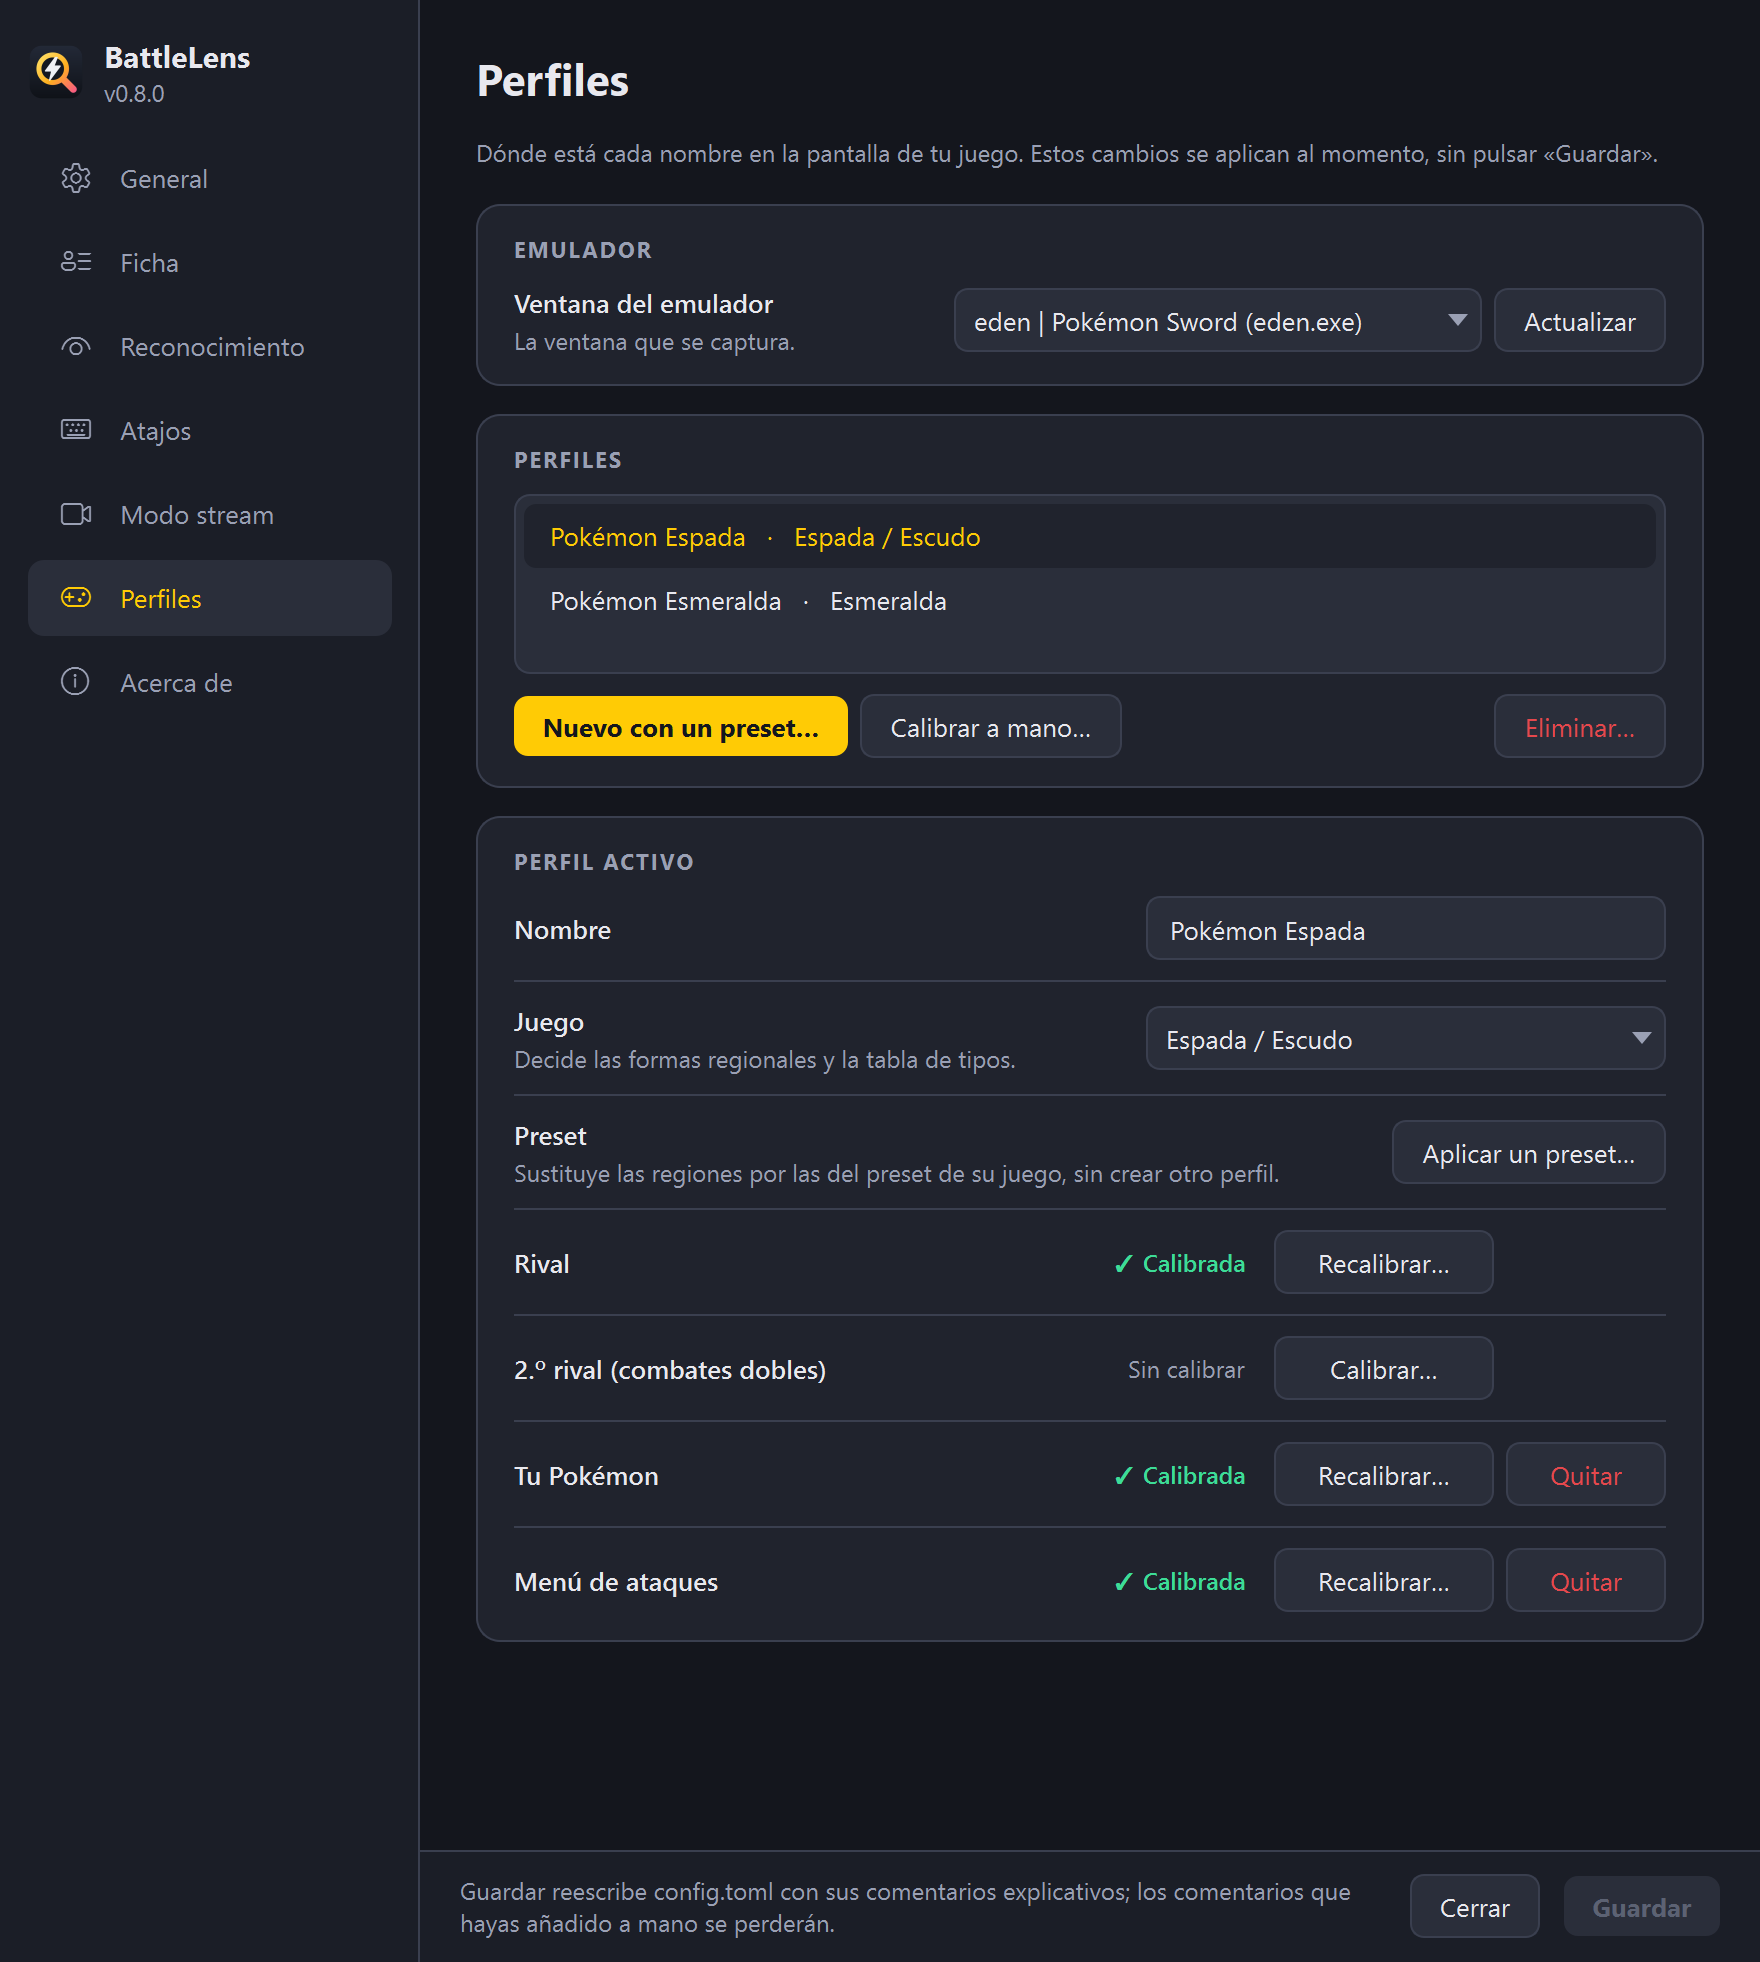 BattleLens
v0.8.0
General
Ficha
Reconocimiento
Atajos
Modo stream
Perfiles
Acerca de
Perfiles
Dónde está cada nombre en la pantalla de tu juego. Estos cambios se aplican al momento, sin pulsar «Guardar».
EMULADOR
Ventana del emulador
La ventana que se captura.
eden | Pokémon Sword (eden.exe)
Actualizar
PERFILES
Pokémon Espada · Espada / Escudo
Pokémon Esmeralda · Esmeralda
Nuevo con un preset...
Calibrar a mano...
Eliminar...
PERFIL ACTIVO
Nombre
Pokémon Espada
Juego
Decide las formas regionales y la tabla de tipos.
Espada / Escudo
Preset
Sustituye las regiones por las del preset de su juego, sin crear otro perfil.
Aplicar un preset...
Rival
✓ Calibrada
Recalibrar...
2.º rival (combates dobles)
Sin calibrar
Calibrar...
Tu Pokémon
✓ Calibrada
Recalibrar...
Quitar
Menú de ataques
✓ Calibrada
Recalibrar...
Quitar
Guardar reescribe config.toml con sus comentarios explicativos; los comentarios que
hayas añadido a mano se perderán.
Cerrar
Guardar